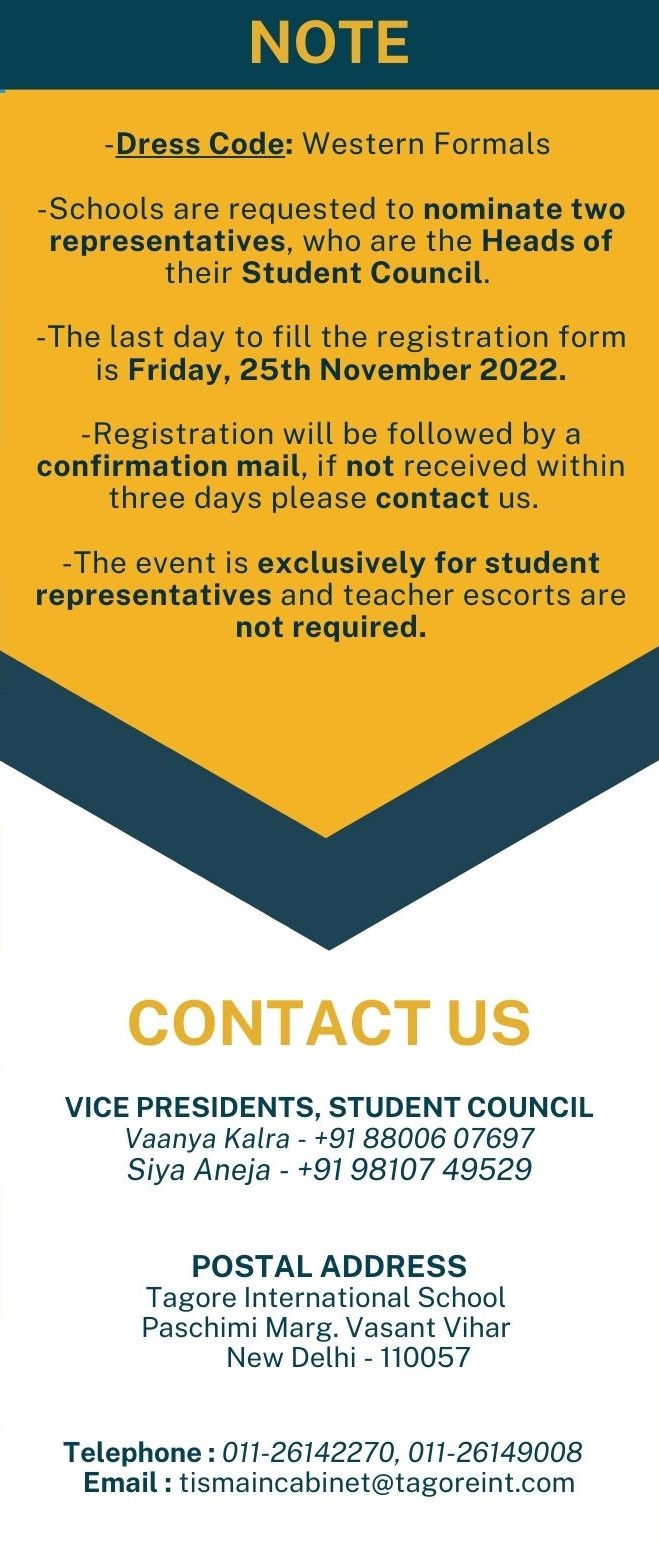 NOTE
-Dress Code: Western Formals
-Schools are requested to nominate two
representatives, who are the Heads of
their Student Council.
-The last day to fill the registration form
is Friday, 25th November 2022.
-Registration will be followed by a
confirmation mail, if not received within
three days please contact us.
-The event is exclusively for student
representatives and teacher escorts are
not required.
CONTACT US
VICE PRESIDENTS, STUDENT COUNCIL
Vaanya Kalra - +91 88006 07697
Siya Aneja - +91 98107 49529
POSTAL ADDRESS
Tagore International School
Paschimi Marg. Vasant Vihar
New Delhi - 110057
Telephone : 011-26142270, 011-26149008
Email : tismaincabinet@tagoreint.com